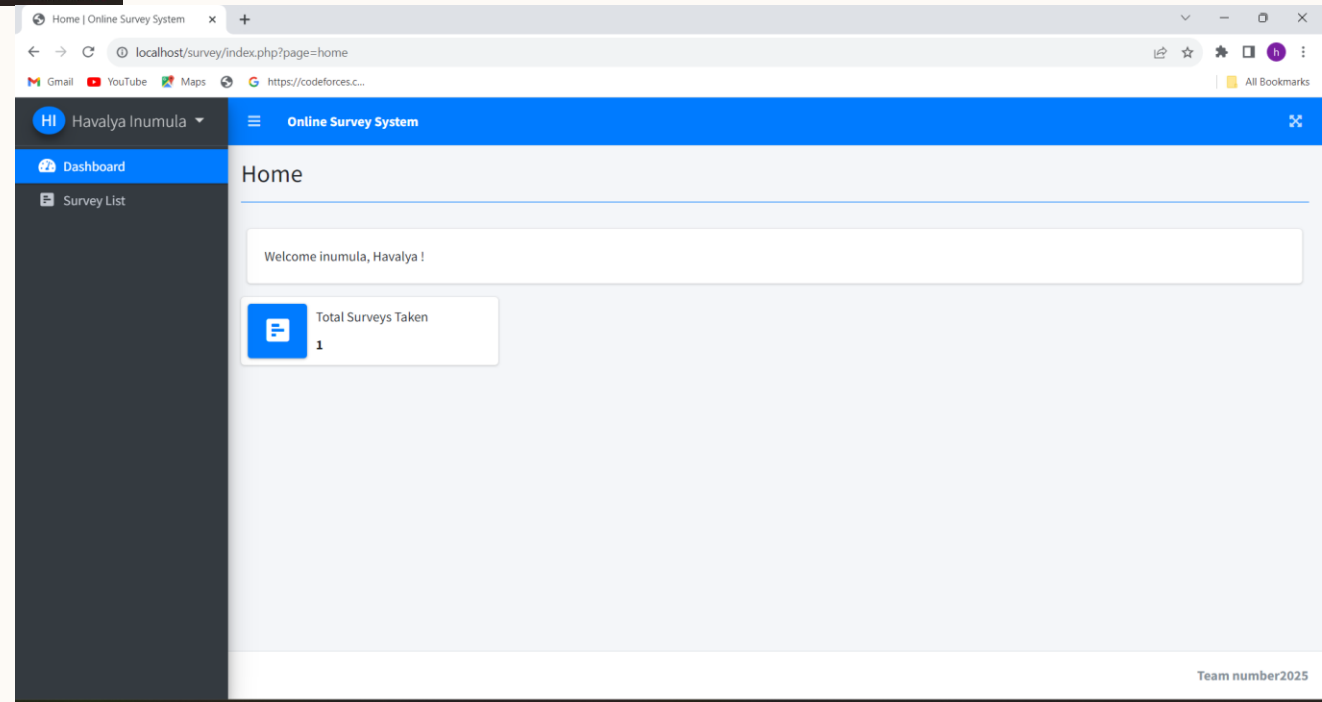 Home | Online Survey System
localhost/survey/index.php?page=home
h
Gmail YouTube Maps https://codeforces.c... All Bookmarks
HI Havalya Inumula Online Survey System
Dashboard
Survey List
Home
Welcome inumula, Havalya !
Total Surveys Taken
1
Team number2025